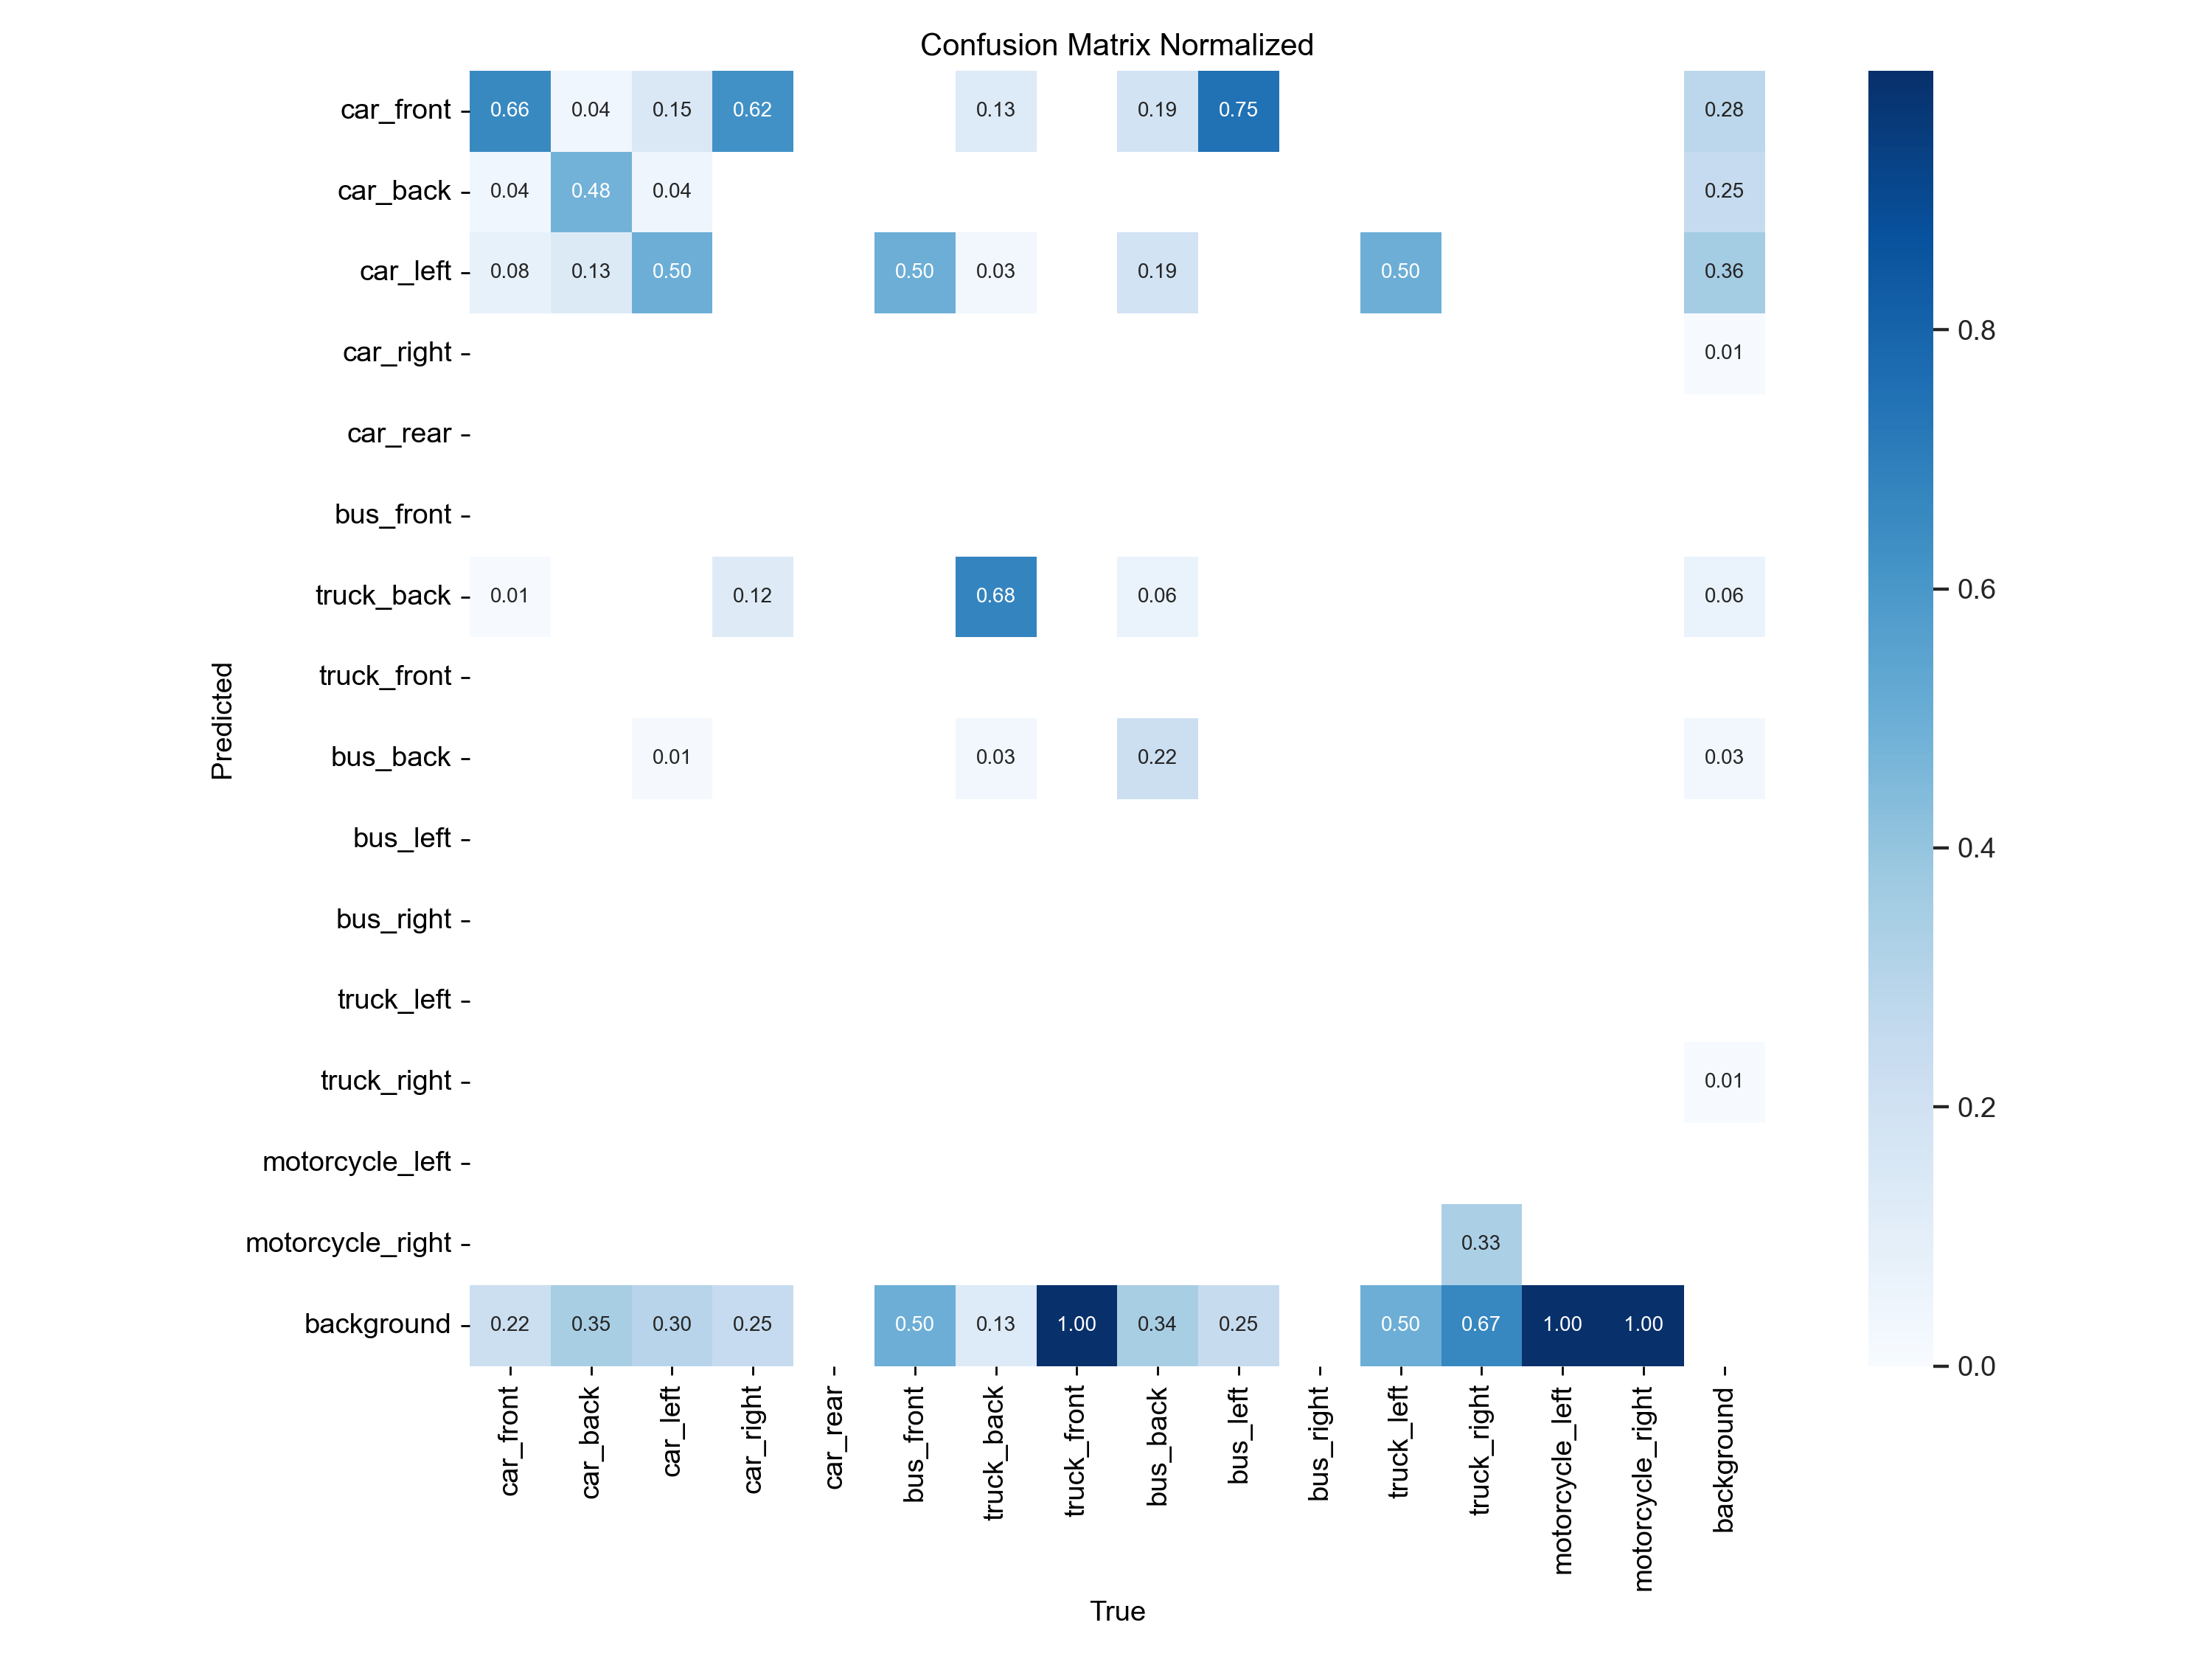 Confusion Matrix Normalized
car_front 0.66 0.04 0.15 0.62 0.13 0.19 0.75 0.28
car_back 0.04 0.48 0.04 0.25
car_left 0.08 0.13 0.50 0.50 0.03 0.19 0.50 0.36
car_right 0.01
car_rear
bus_front
truck_back 0.01 0.12 0.68 0.06 0.06
truck_front
bus_back 0.01 0.03 0.22 0.03
bus_left
bus_right
truck_left
truck_right 0.01
motorcycle_left
motorcycle_right 0.33
background 0.22 0.35 0.30 0.25 0.50 0.13 1.00 0.34 0.25 0.50 0.67 1.00 1.00
Predicted
car_front
car_back
car_left
car_right
car_rear
bus_front
truck_back
truck_front
bus_back
bus_left
bus_right
truck_left
truck_right
motorcycle_left
motorcycle_right
background
True
0.8
0.6
0.4
0.2
0.0